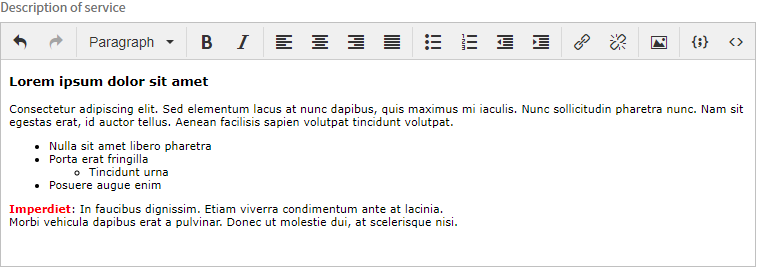 Description of service
Paragraph
Lorem ipsum dolor sit amet
Consectetur adipiscing elit. Sed elementum lacus at nunc dapibus, quis maximus mi iaculis. Nunc sollicitudin pharetra nunc. Nam sit
egestas erat, id auctor tellus. Aenean facilisis sapien volutpat tincidunt volutpat.
Nulla sit amet libero pharetra
Porta erat fringilla
Tincidunt urna
Posuere augue enim
Imperdiet: In faucibus dignissim. Etiam viverra condimentum ante at lacinia.
Morbi vehicula dapibus erat a pulvinar. Donec ut molestie dui, at scelerisque nisi.